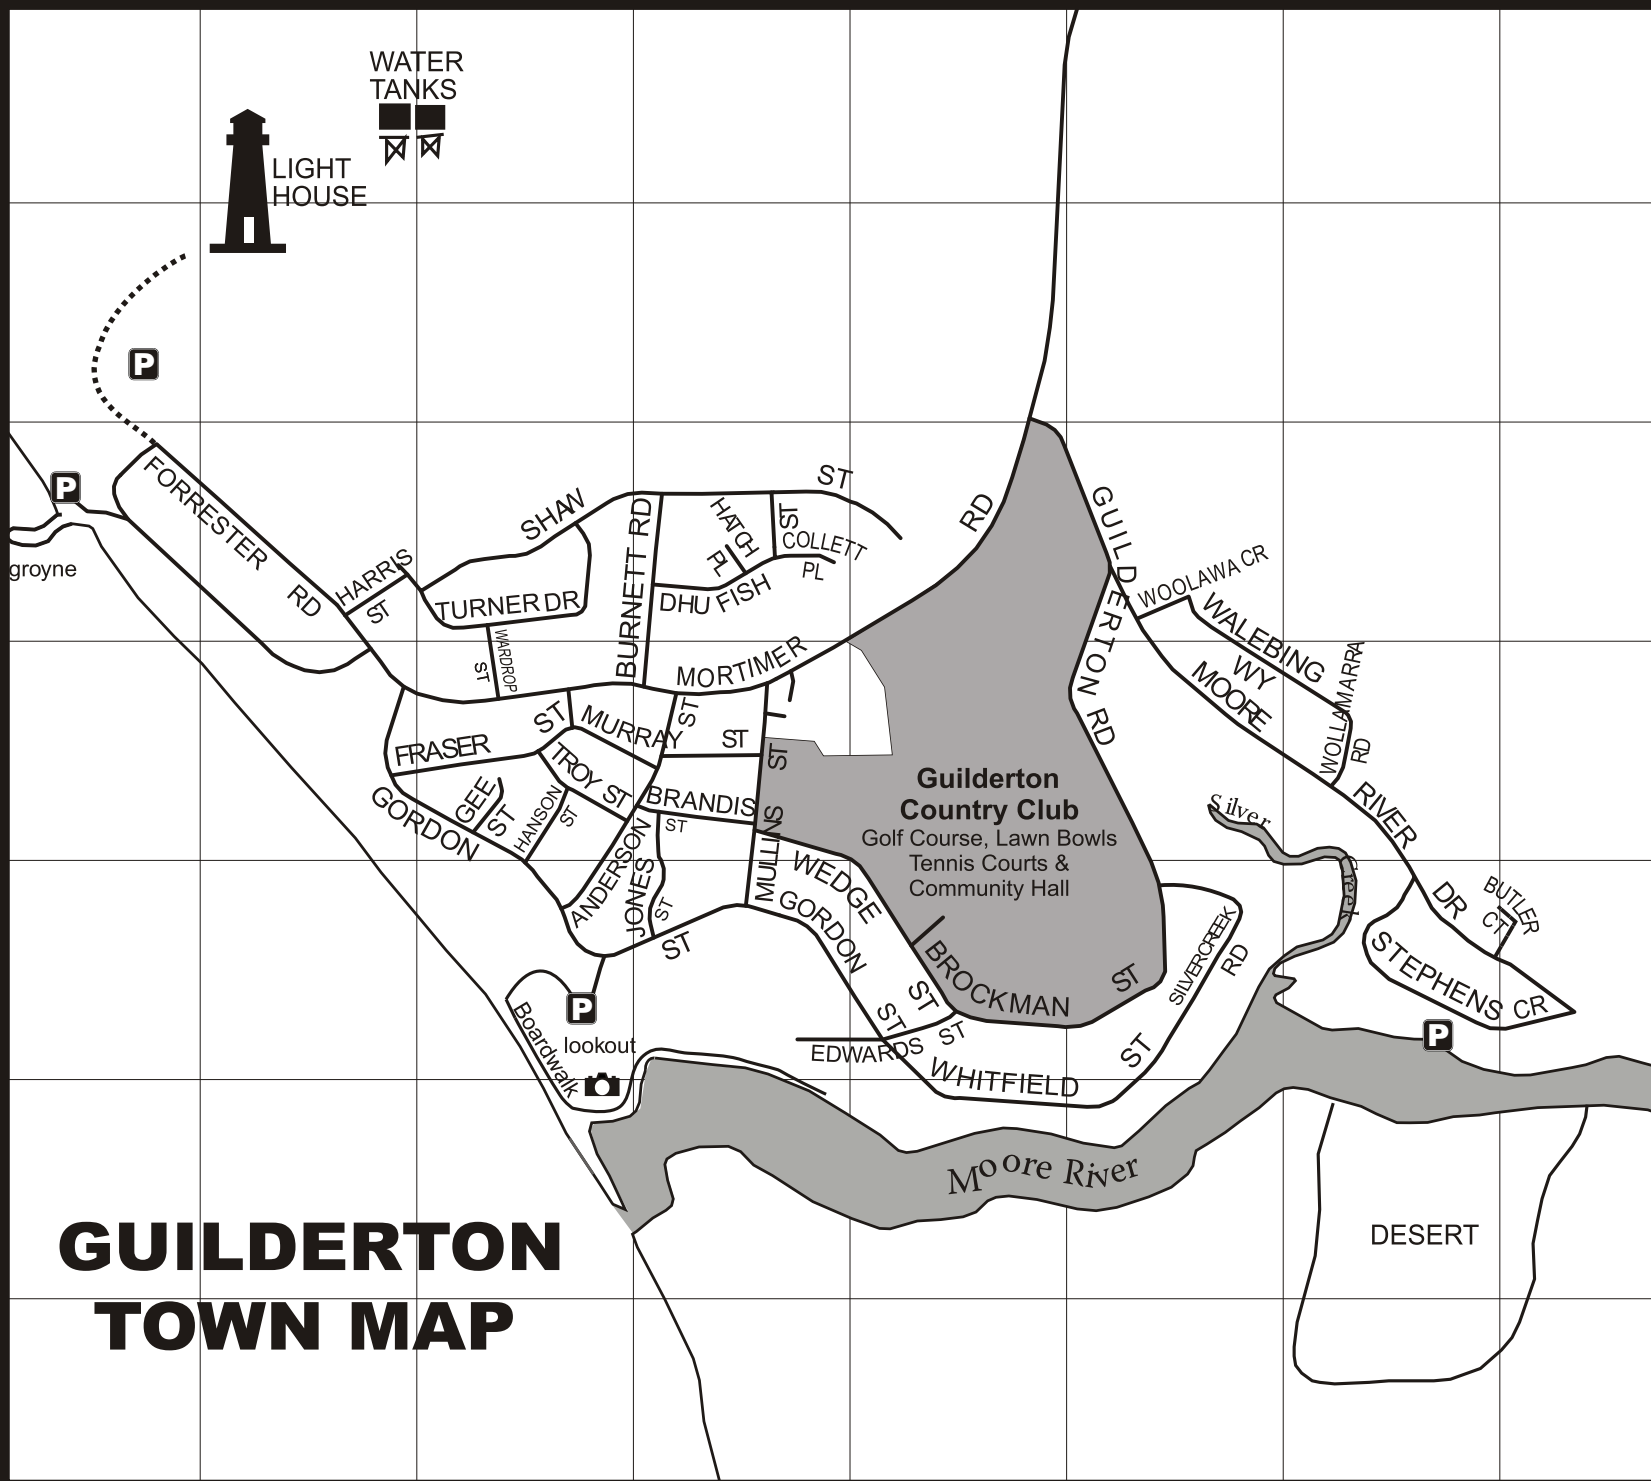 WATER
TANKS
LIGHT
HOUSE
P
P
groyne
FORRESTER RD
HARRIS ST
SHAW ST
TURNER DR
WARDROP ST
BURNETT RD
HATCH PL
ST
COLLETT PL
DHU FISH
MORTIMER RD
GUILDERTON RD
WOOLAWA CR
WALEBING WY
WOLLAMARRA RD
MOORE RIVER DR
BUTLER CT
STEPHENS CR
P
FRASER ST
MURRAY ST
ST
TROY ST
GEE ST
HANSON ST
GORDON ST
BRANDIS ST
ANDERSON
JONES ST
MULLINS ST
Guilderton
Country Club
Golf Course, Lawn Bowls
Tennis Courts &
Community Hall
WEDGE ST
GORDON ST
BROCKMAN ST
SILVERCREEK RD
EDWARDS ST
WHITFIELD ST
Silver Creek
P
lookout
Boardwalk
Moore River
DESERT
GUILDERTON
TOWN MAP